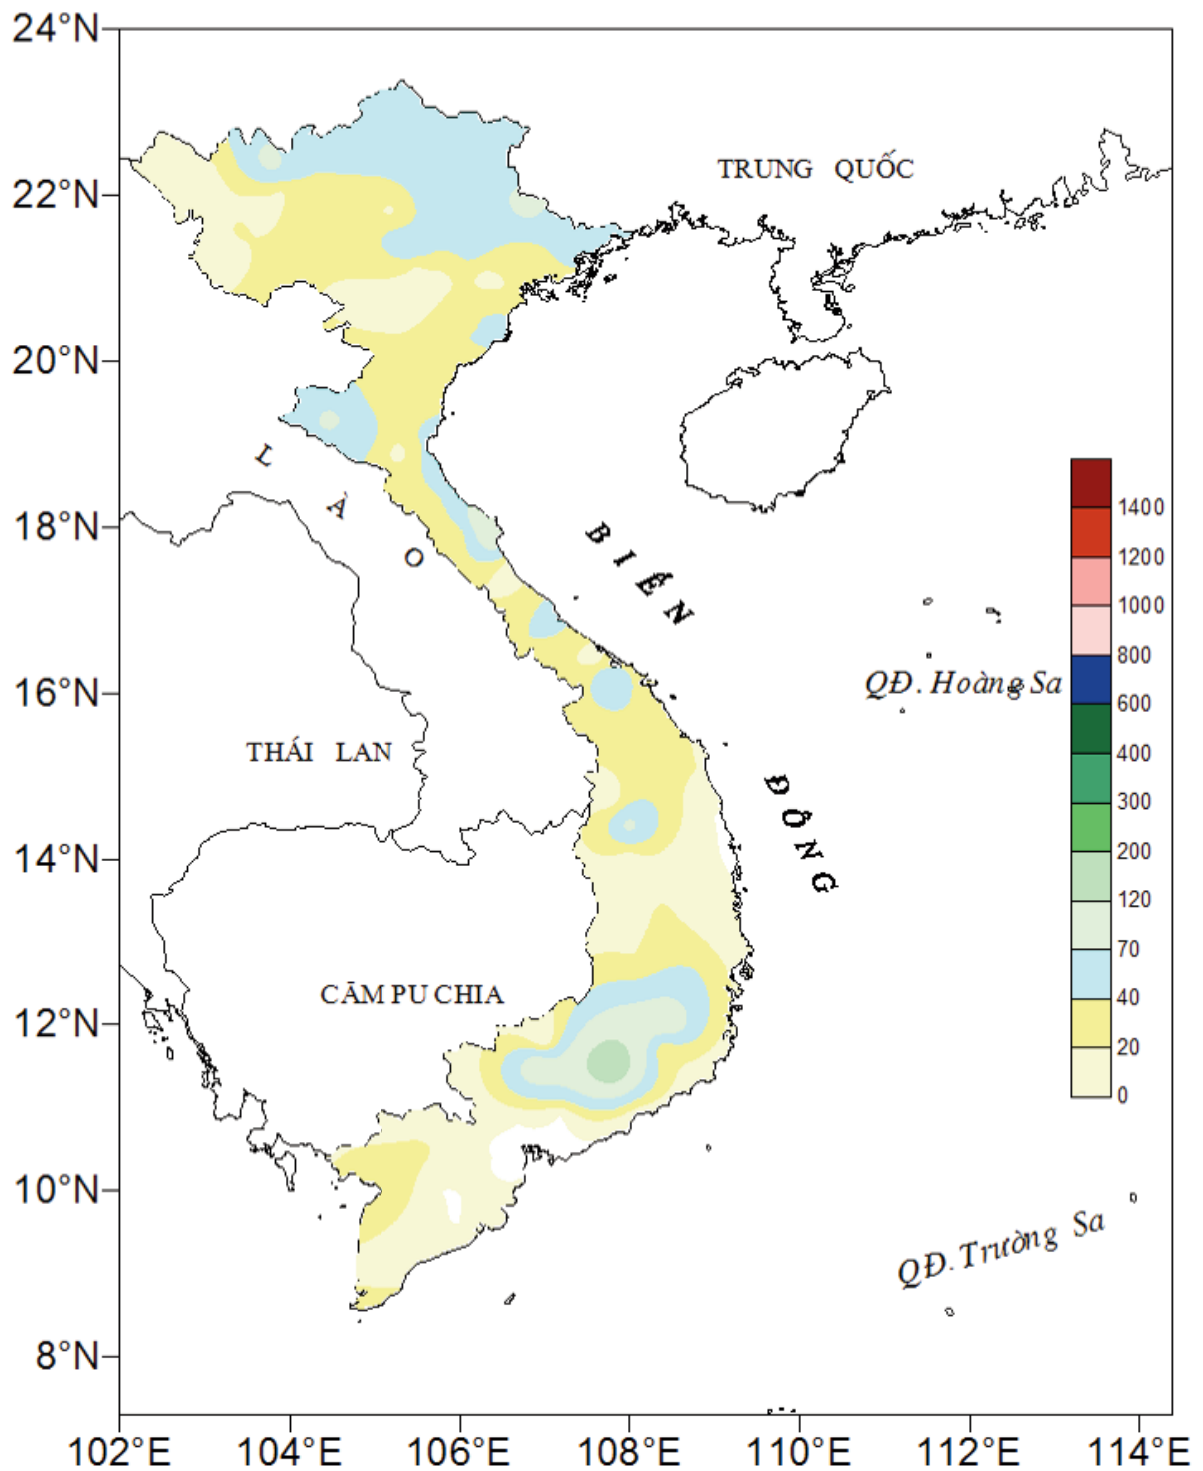 24°N
22°N
20°N
18°N
16°N
14°N
12°N
10°N
8°N
102°E 104°E 106°E 108°E 110°E 112°E 114°E
TRUNG QUỐC
LÀO
BIỂN
ĐÔNG
QĐ. Hoàng Sa
THÁI LAN
CĂM PU CHIA
QĐ. Trường Sa
1400
1200
1000
800
600
400
300
200
120
70
40
20
0